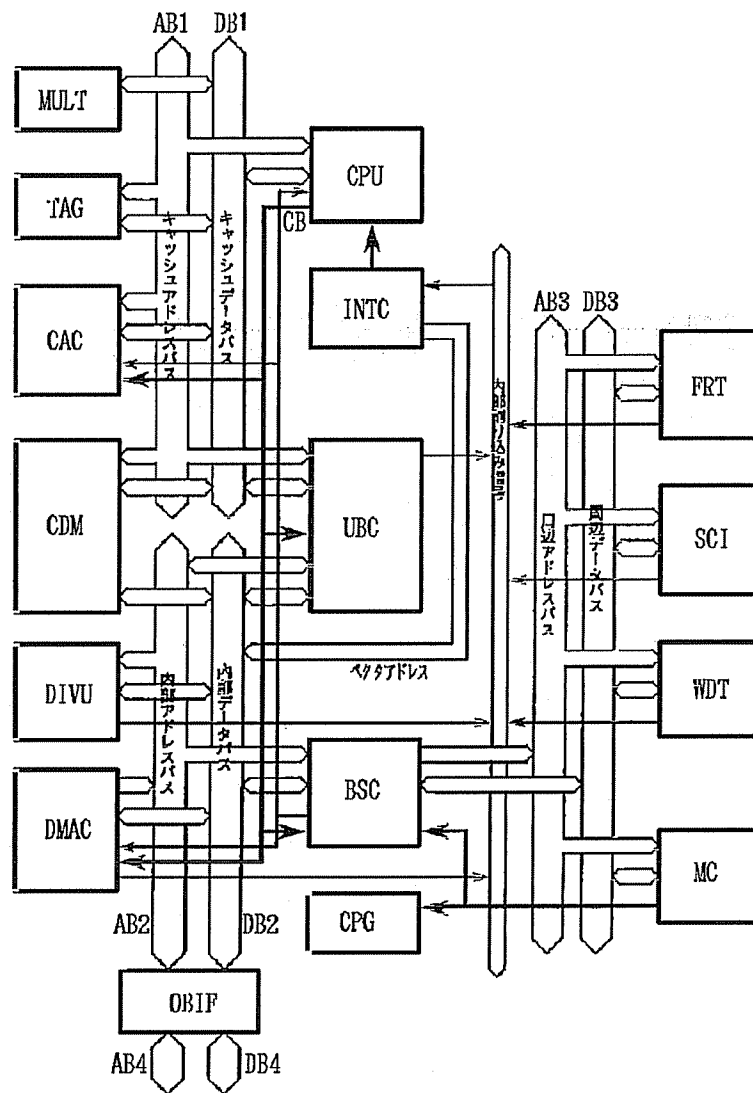 AB1 DB1
MULT
CPU
TAG
CB
キャッシュアドレスバス
キャッシュデータバス
INTC
AB3 DB3
CAC
FRT
CDM
UBC
SCI
周辺データバス
内部アドレスバス
内部データバス
ベクタアドレス
DIVU
WDT
BSC
DMAC
MC
AB2
DB2
CPG
OBIF
AB4
DB4